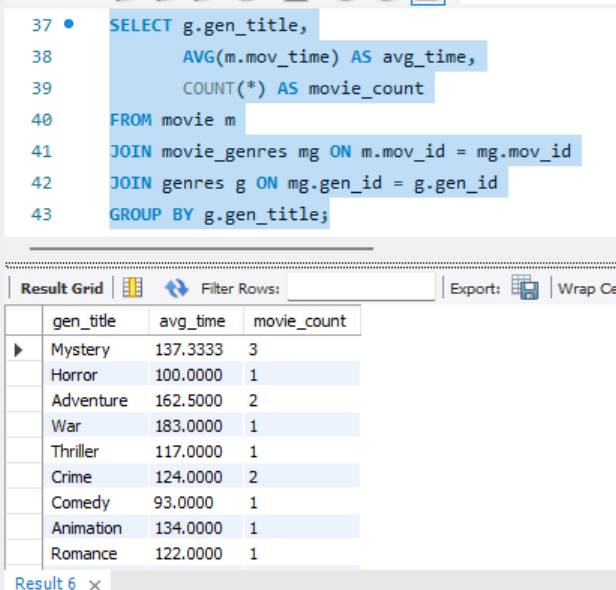 37 SELECT g.gen_title,
38 AVG(m.mov_time) AS avg_time,
39 COUNT(*) AS movie_count
40 FROM movie m
41 JOIN movie_genres mg ON m.mov_id = mg.mov_id
42 JOIN genres g ON mg.gen_id = g.gen_id
43 GROUP BY g.gen_title;
Result Grid Filter Rows: Export: Wrap Ce
gen_title avg_time movie_count
Mystery 137.3333 3
Horror 100.0000 1
Adventure 162.5000 2
War 183.0000 1
Thriller 117.0000 1
Crime 124.0000 2
Comedy 93.0000 1
Animation 134.0000 1
Romance 122.0000 1
Result 6